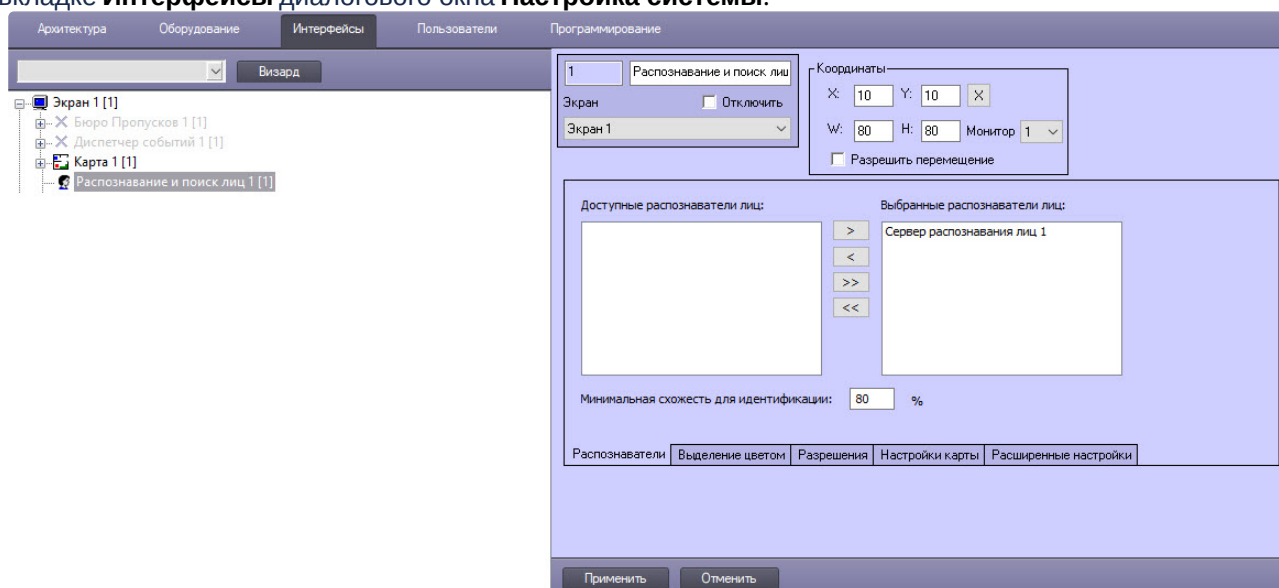 вкладке Интерфейсы диалогового окна Настройка системы.
Архитектура Оборудование Интерфейсы Пользователи Программирование
Визард
Экран 1 [1]
Бюро Пропусков 1 [1]
Диспетчер событий 1 [1]
Карта 1 [1]
Распознавание и поиск лиц 1 [1]
1 Распознавание и поиск лиц
Экран Отключить
Экран 1
Координаты
X: 10 Y: 10 X
W: 80 H: 80 Монитор 1
Разрешить перемещение
Доступные распознаватели лиц: Выбранные распознаватели лиц:
Сервер распознавания лиц 1
>
<
>>
<<
Минимальная схожесть для идентификации: 80 %
Распознаватели Выделение цветом Разрешения Настройки карты Расширенные настройки
Применить Отменить